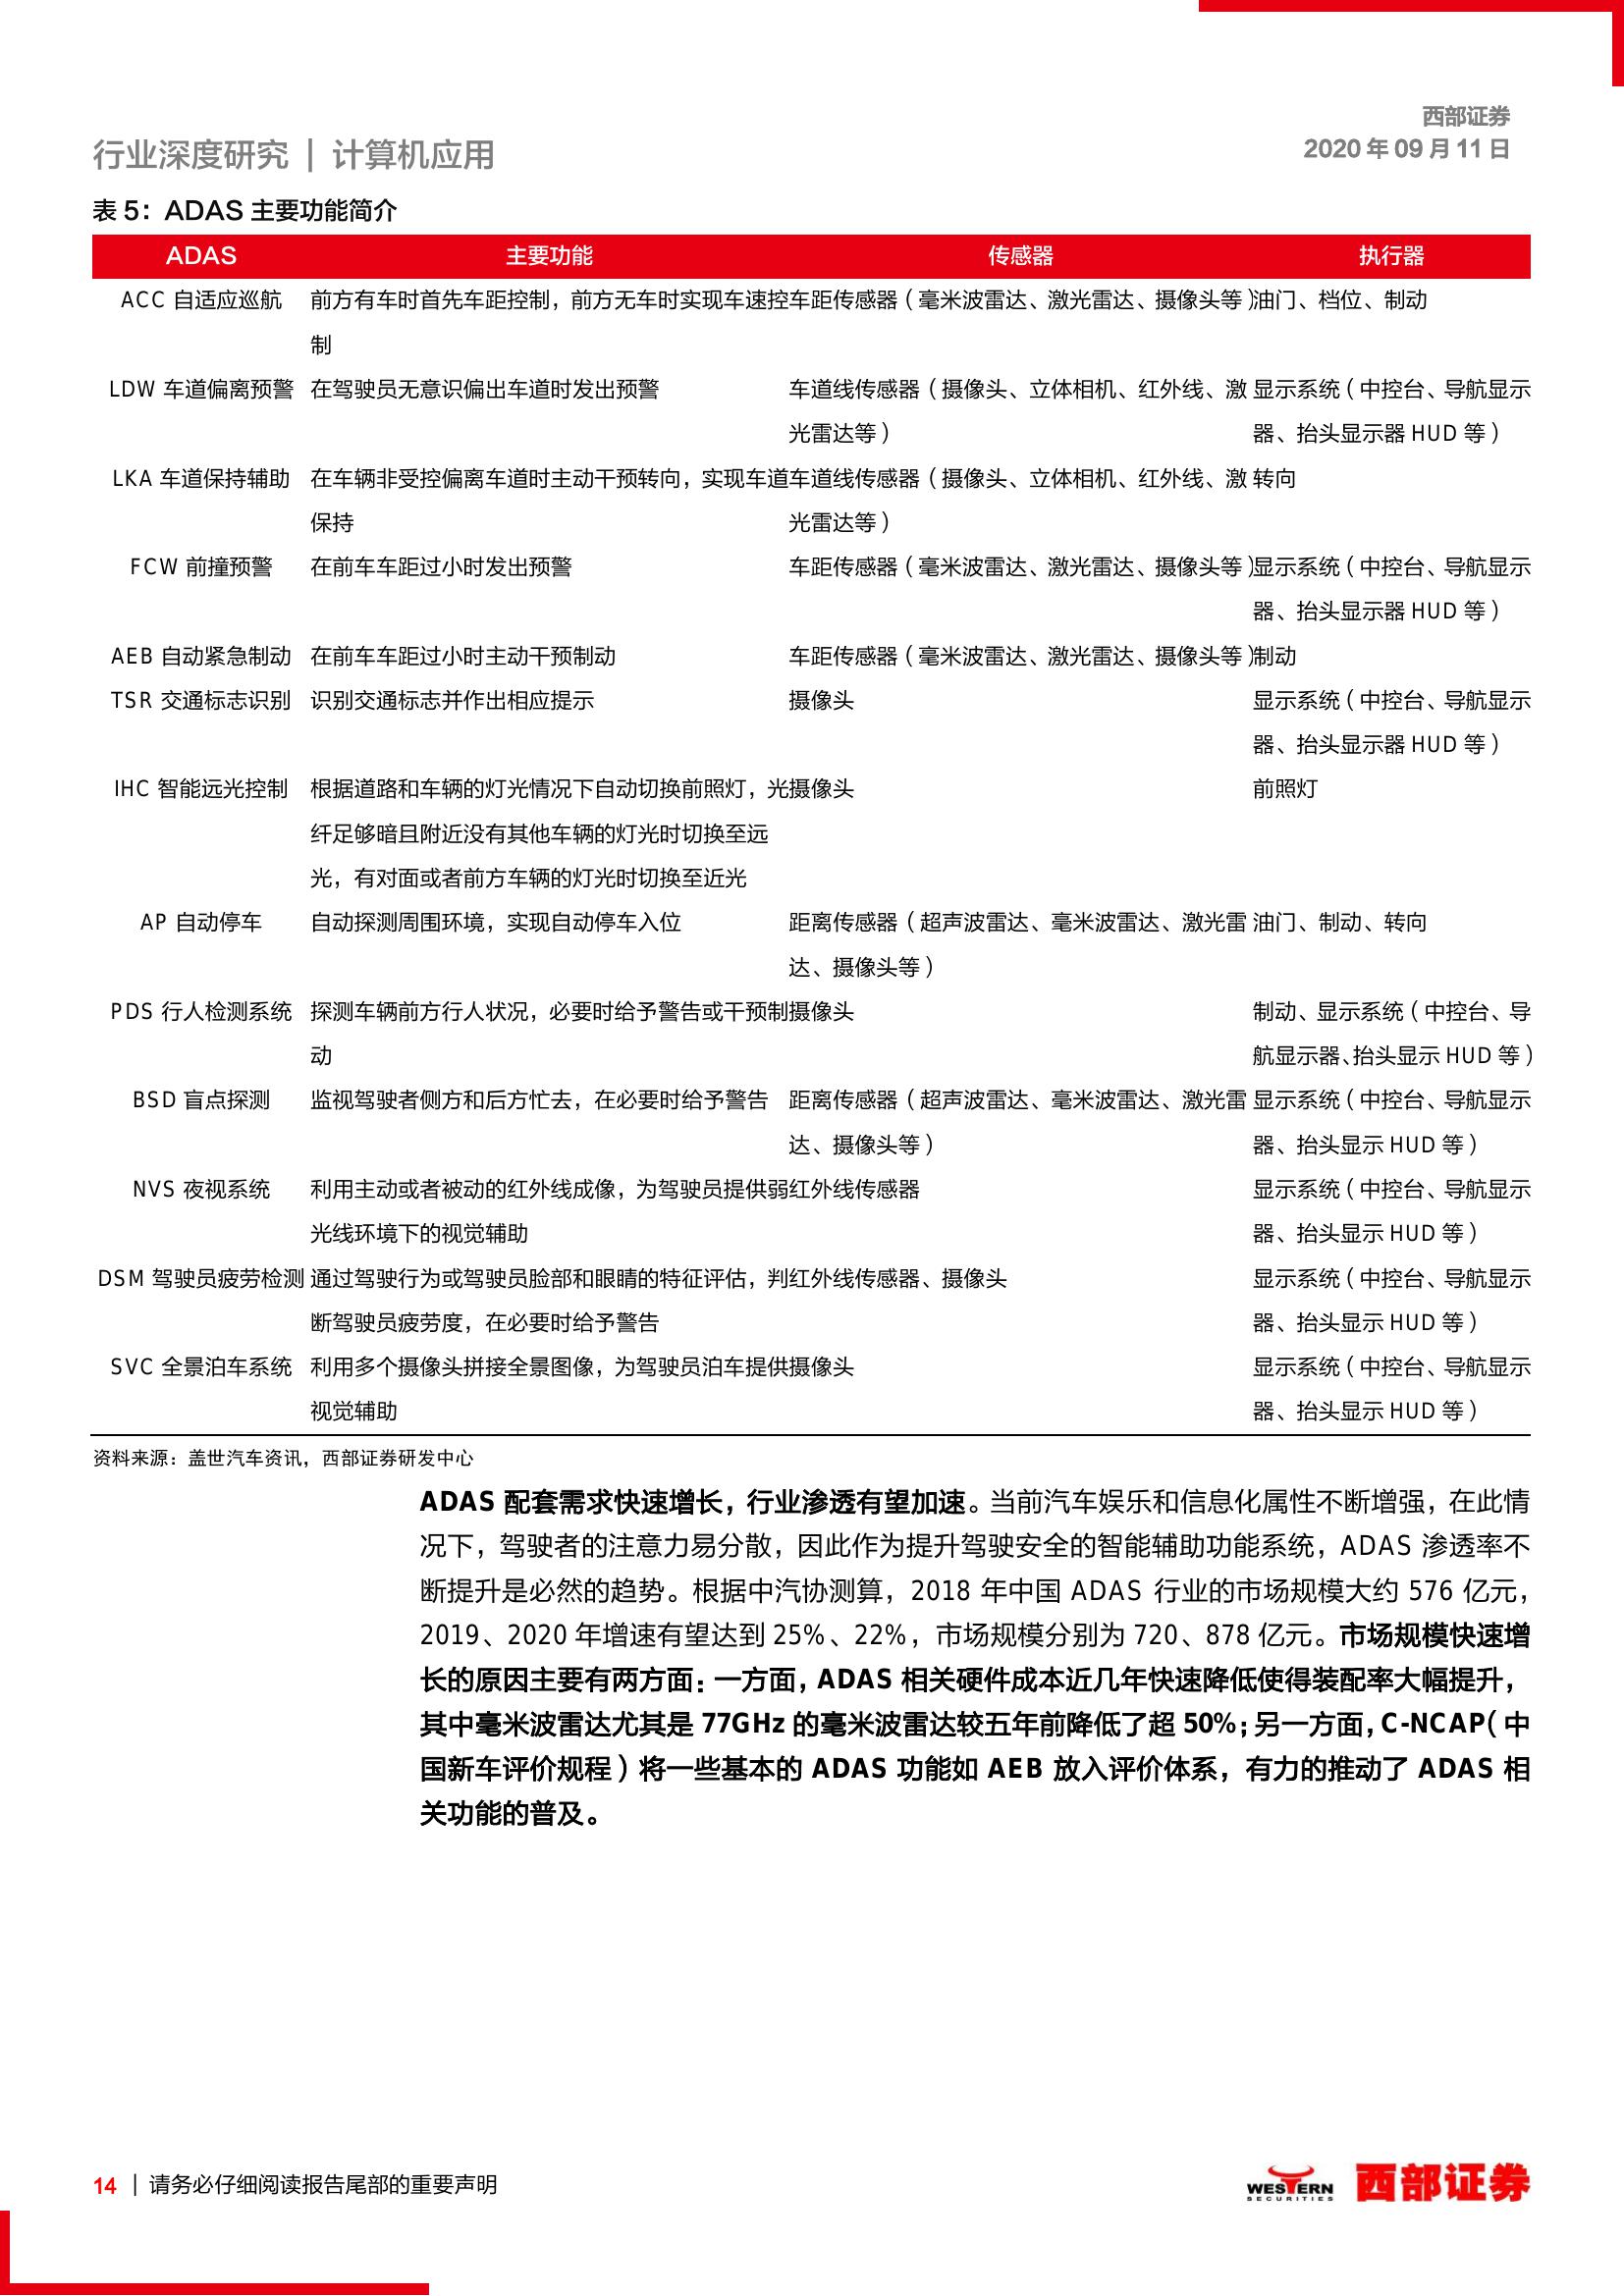 西部证券
行业深度研究 | 计算机应用
2020 年 09 月 11 日
表 5：ADAS 主要功能简介
ADAS 主要功能 传感器 执行器
ACC 自适应巡航 前方有车时首先车距控制，前方无车时实现车速控 车距传感器（毫米波雷达、激光雷达、摄像头等） 油门、档位、制动
制
LDW 车道偏离预警 在驾驶员无意识偏出车道时发出预警 车道线传感器（摄像头、立体相机、红外线、激 显示系统（中控台、导航显示
光雷达等） 器、抬头显示器 HUD 等）
LKA 车道保持辅助 在车辆非受控偏离车道时主动干预转向，实现车道 车道线传感器（摄像头、立体相机、红外线、激 转向
保持 光雷达等）
FCW 前撞预警 在前车车距过小时发出预警 车距传感器（毫米波雷达、激光雷达、摄像头等） 显示系统（中控台、导航显示
器、抬头显示器 HUD 等）
AEB 自动紧急制动 在前车车距过小时主动干预制动 车距传感器（毫米波雷达、激光雷达、摄像头等） 制动
TSR 交通标志识别 识别交通标志并作出相应提示 摄像头 显示系统（中控台、导航显示
器、抬头显示器 HUD 等）
IHC 智能远光控制 根据道路和车辆的灯光情况下自动切换前照灯，光 摄像头 前照灯
纤足够暗且附近没有其他车辆的灯光时切换至远
光，有对面或者前方车辆的灯光时切换至近光
AP 自动停车 自动探测周围环境，实现自动停车入位 距离传感器（超声波雷达、毫米波雷达、激光雷 油门、制动、转向
达、摄像头等）
PDS 行人检测系统 探测车辆前方行人状况，必要时给予警告或干预制 摄像头 制动、显示系统（中控台、导
动 航显示器、抬头显示 HUD 等）
BSD 盲点探测 监视驾驶者侧方和后方忙去，在必要时给予警告 距离传感器（超声波雷达、毫米波雷达、激光雷 显示系统（中控台、导航显示
达、摄像头等） 器、抬头显示 HUD 等）
NVS 夜视系统 利用主动或者被动的红外线成像，为驾驶员提供弱 红外线传感器 显示系统（中控台、导航显示
光线环境下的视觉辅助 器、抬头显示 HUD 等）
DSM 驾驶员疲劳检测 通过驾驶行为或驾驶员脸部和眼睛的特征评估，判 红外线传感器、摄像头 显示系统（中控台、导航显示
断驾驶员疲劳度，在必要时给予警告 器、抬头显示 HUD 等）
SVC 全景泊车系统 利用多个摄像头拼接全景图像，为驾驶员泊车提供 摄像头 显示系统（中控台、导航显示
视觉辅助 器、抬头显示 HUD 等）
资料来源：盖世汽车资讯，西部证券研发中心
ADAS 配套需求快速增长，行业渗透有望加速。当前汽车娱乐和信息化属性不断增强，在此情
况下，驾驶者的注意力易分散，因此作为提升驾驶安全的智能辅助功能系统，ADAS 渗透率不
断提升是必然的趋势。根据中汽协测算，2018 年中国 ADAS 行业的市场规模大约 576 亿元，
2019、2020 年增速有望达到 25%、22%，市场规模分别为 720、878 亿元。市场规模快速增
长的原因主要有两方面：一方面，ADAS 相关硬件成本近几年快速降低使得装配率大幅提升，
其中毫米波雷达尤其是 77GHz 的毫米波雷达较五年前降低了超 50%；另一方面，C-NCAP（中
国新车评价规程）将一些基本的 ADAS 功能如 AEB 放入评价体系，有力的推动了 ADAS 相
关功能的普及。
14 | 请务必仔细阅读报告尾部的重要声明
WESTERN
SECURITIES
西部证券